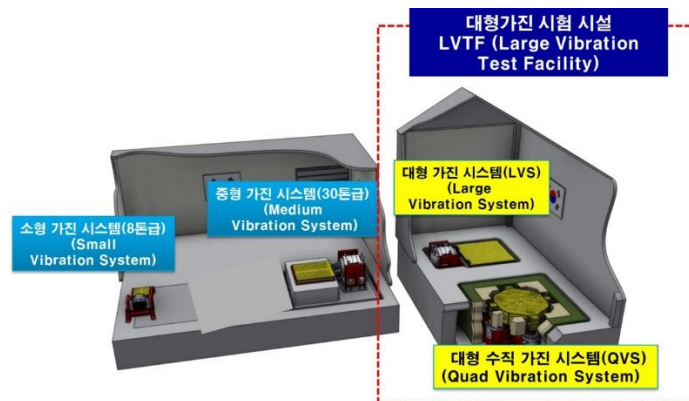 대형가진 시험 시설
LVTF (Large Vibration
Test Facility)
대형 가진 시스템(LVS)
(Large
Vibration System)
중형 가진 시스템(30톤급)
(Medium
Vibration System)
소형 가진 시스템(8톤급)
(Small
Vibration System)
대형 수직 가진 시스템(QVS)
(Quad Vibration System)